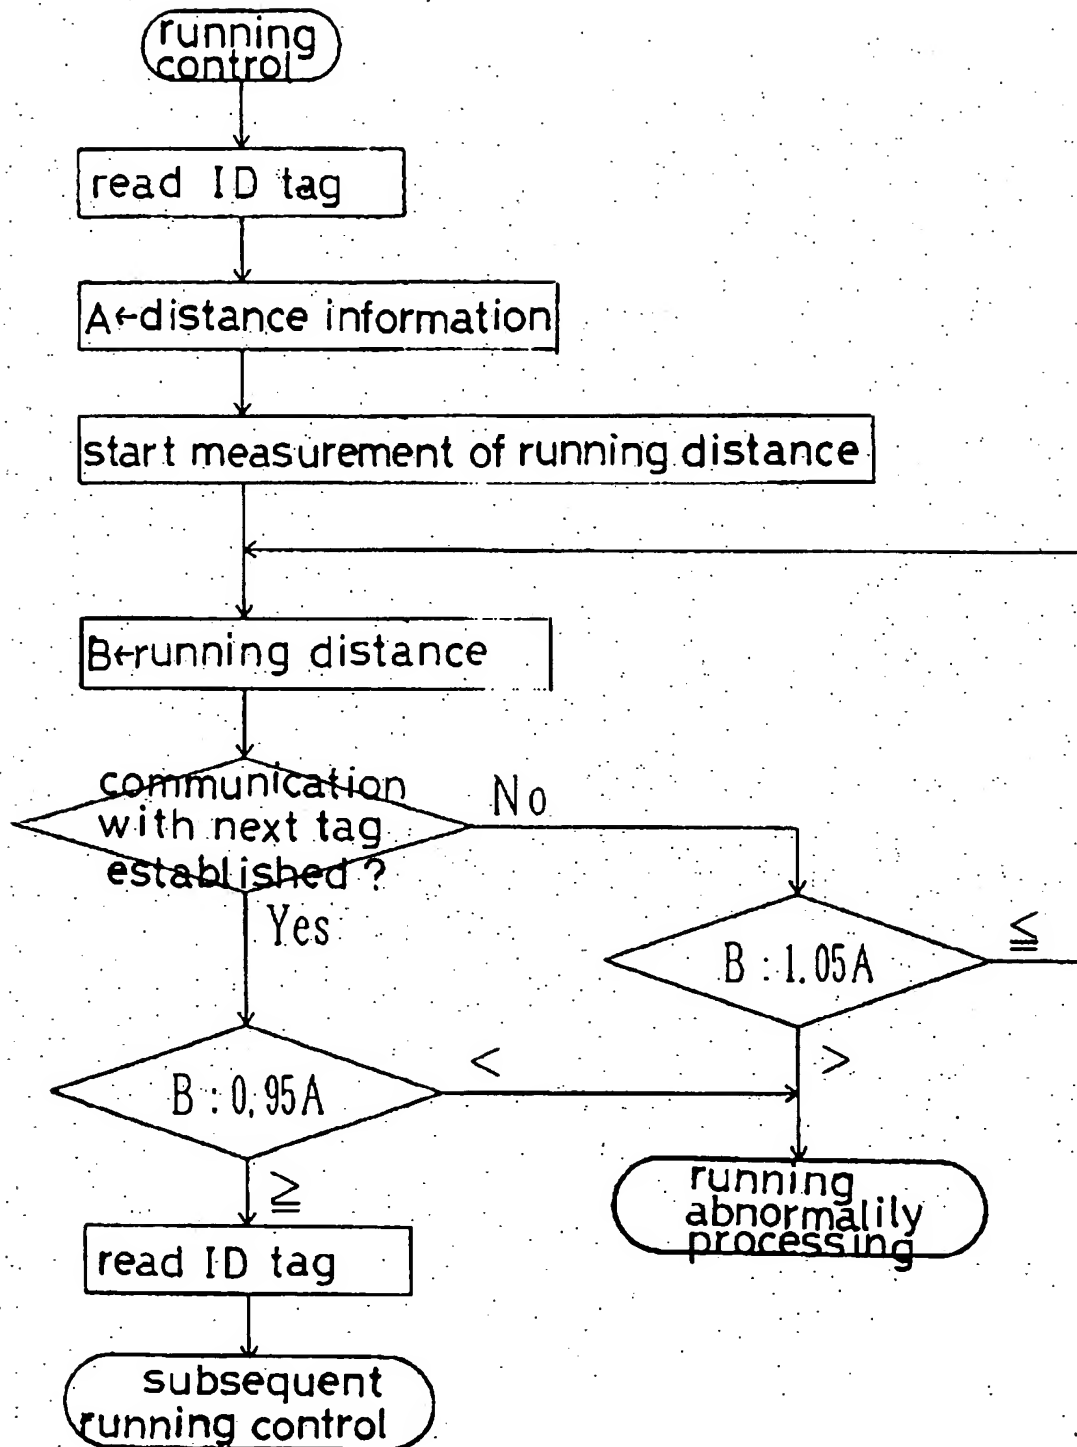 running
control
read ID tag
A←distance information
start measurement of running distance
B←running distance
communication
with next tag
established ?
No
Yes
B : 1.05A
≦
B : 0.95A
<
>
≧
running
abnormalily
processing
read ID tag
subsequent
running control